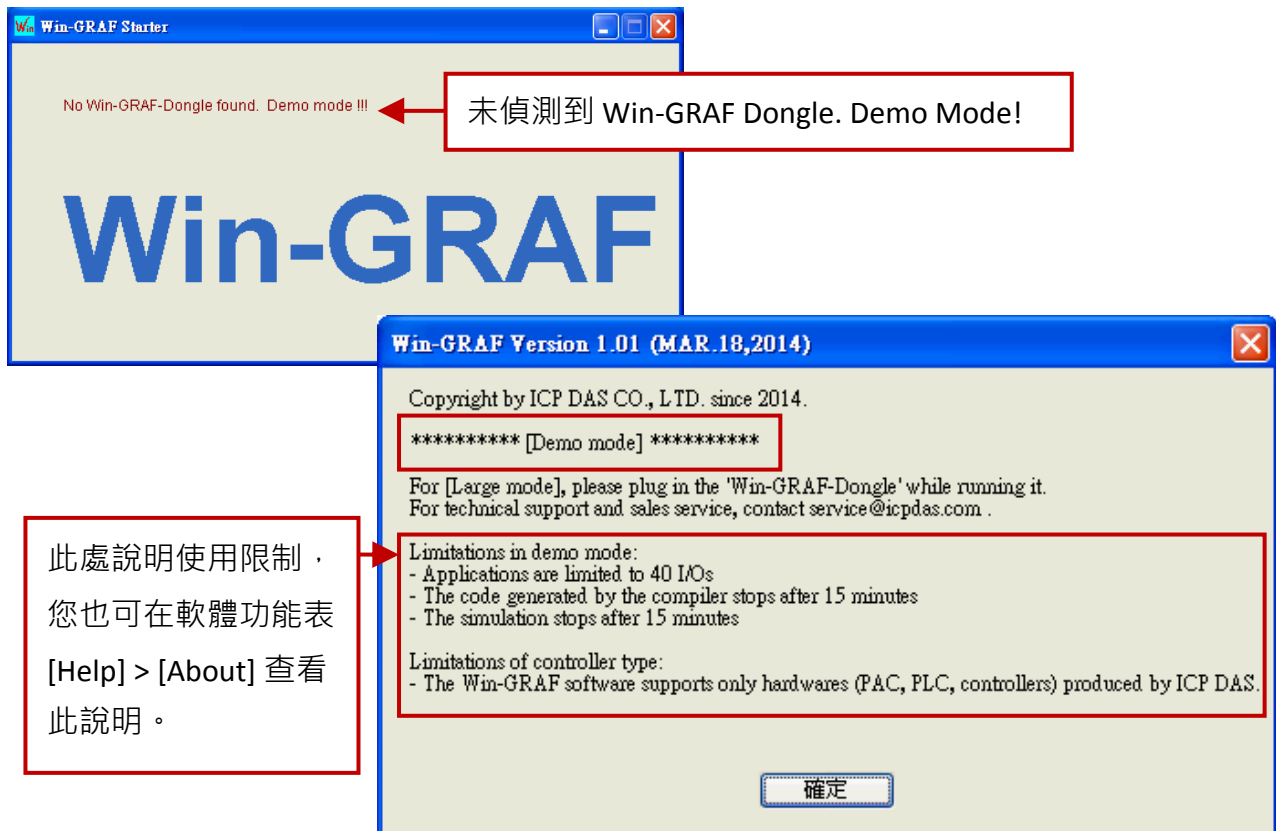 Win-GRAF Starter
No Win-GRAF-Dongle found. Demo mode !!!
未偵測到 Win-GRAF Dongle. Demo Mode!
Win-GRAF
Win-GRAF Version 1.01 (MAR.18,2014)
Copyright by ICP DAS CO., LTD. since 2014.
********** [Demo mode] **********
For [Large mode], please plug in the 'Win-GRAF-Dongle' while running it.
For technical support and sales service, contact service@icpdas.com .
Limitations in demo mode:
- Applications are limited to 40 I/Os
- The code generated by the compiler stops after 15 minutes
- The simulation stops after 15 minutes
Limitations of controller type:
- The Win-GRAF software supports only hardwares (PAC, PLC, controllers) produced by ICP DAS.
確定
此處說明使用限制，
您也可在軟體功能表
[Help] > [About] 查看
此說明。